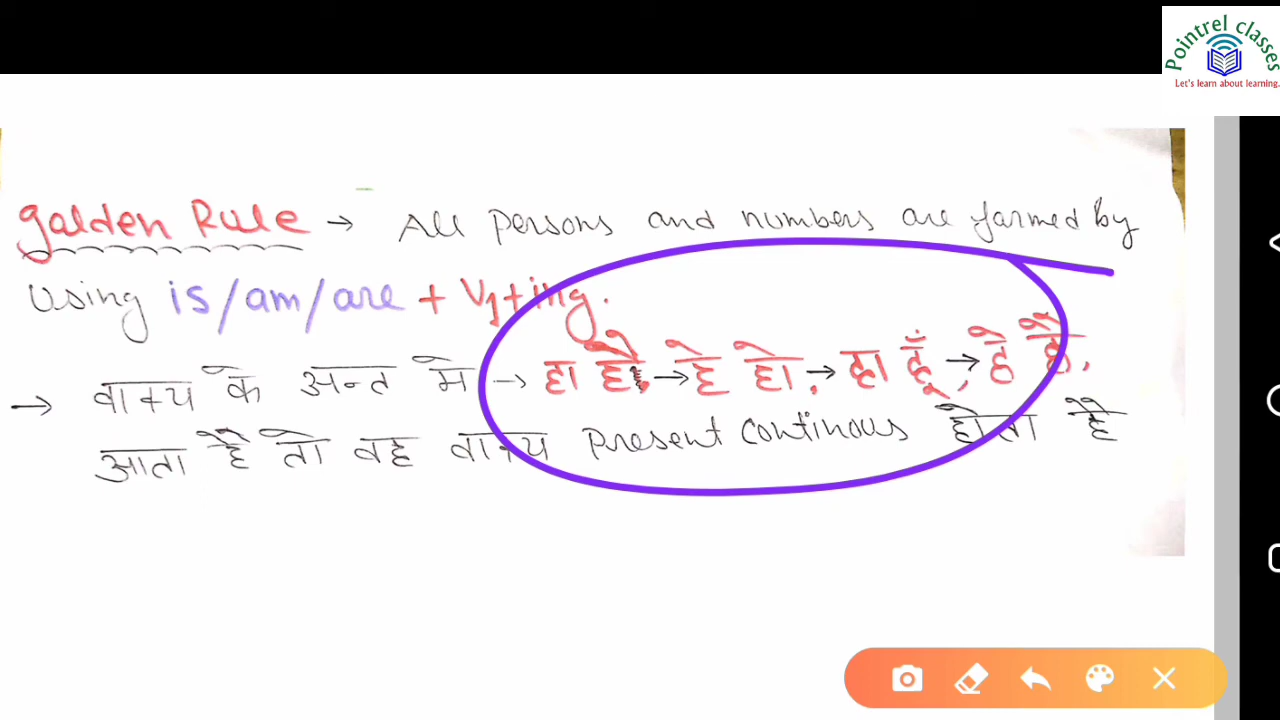 Pointrel classes
Let's learn about learning.
Golden Rule → All persons and numbers are formed by
using is/am/are + V1+ing.
→ वाक्य के अन्त मे → हा है, → हे हो, → हा हूँ, → हे हैं,
आता है तो वह वाक्य Present Continous होता है